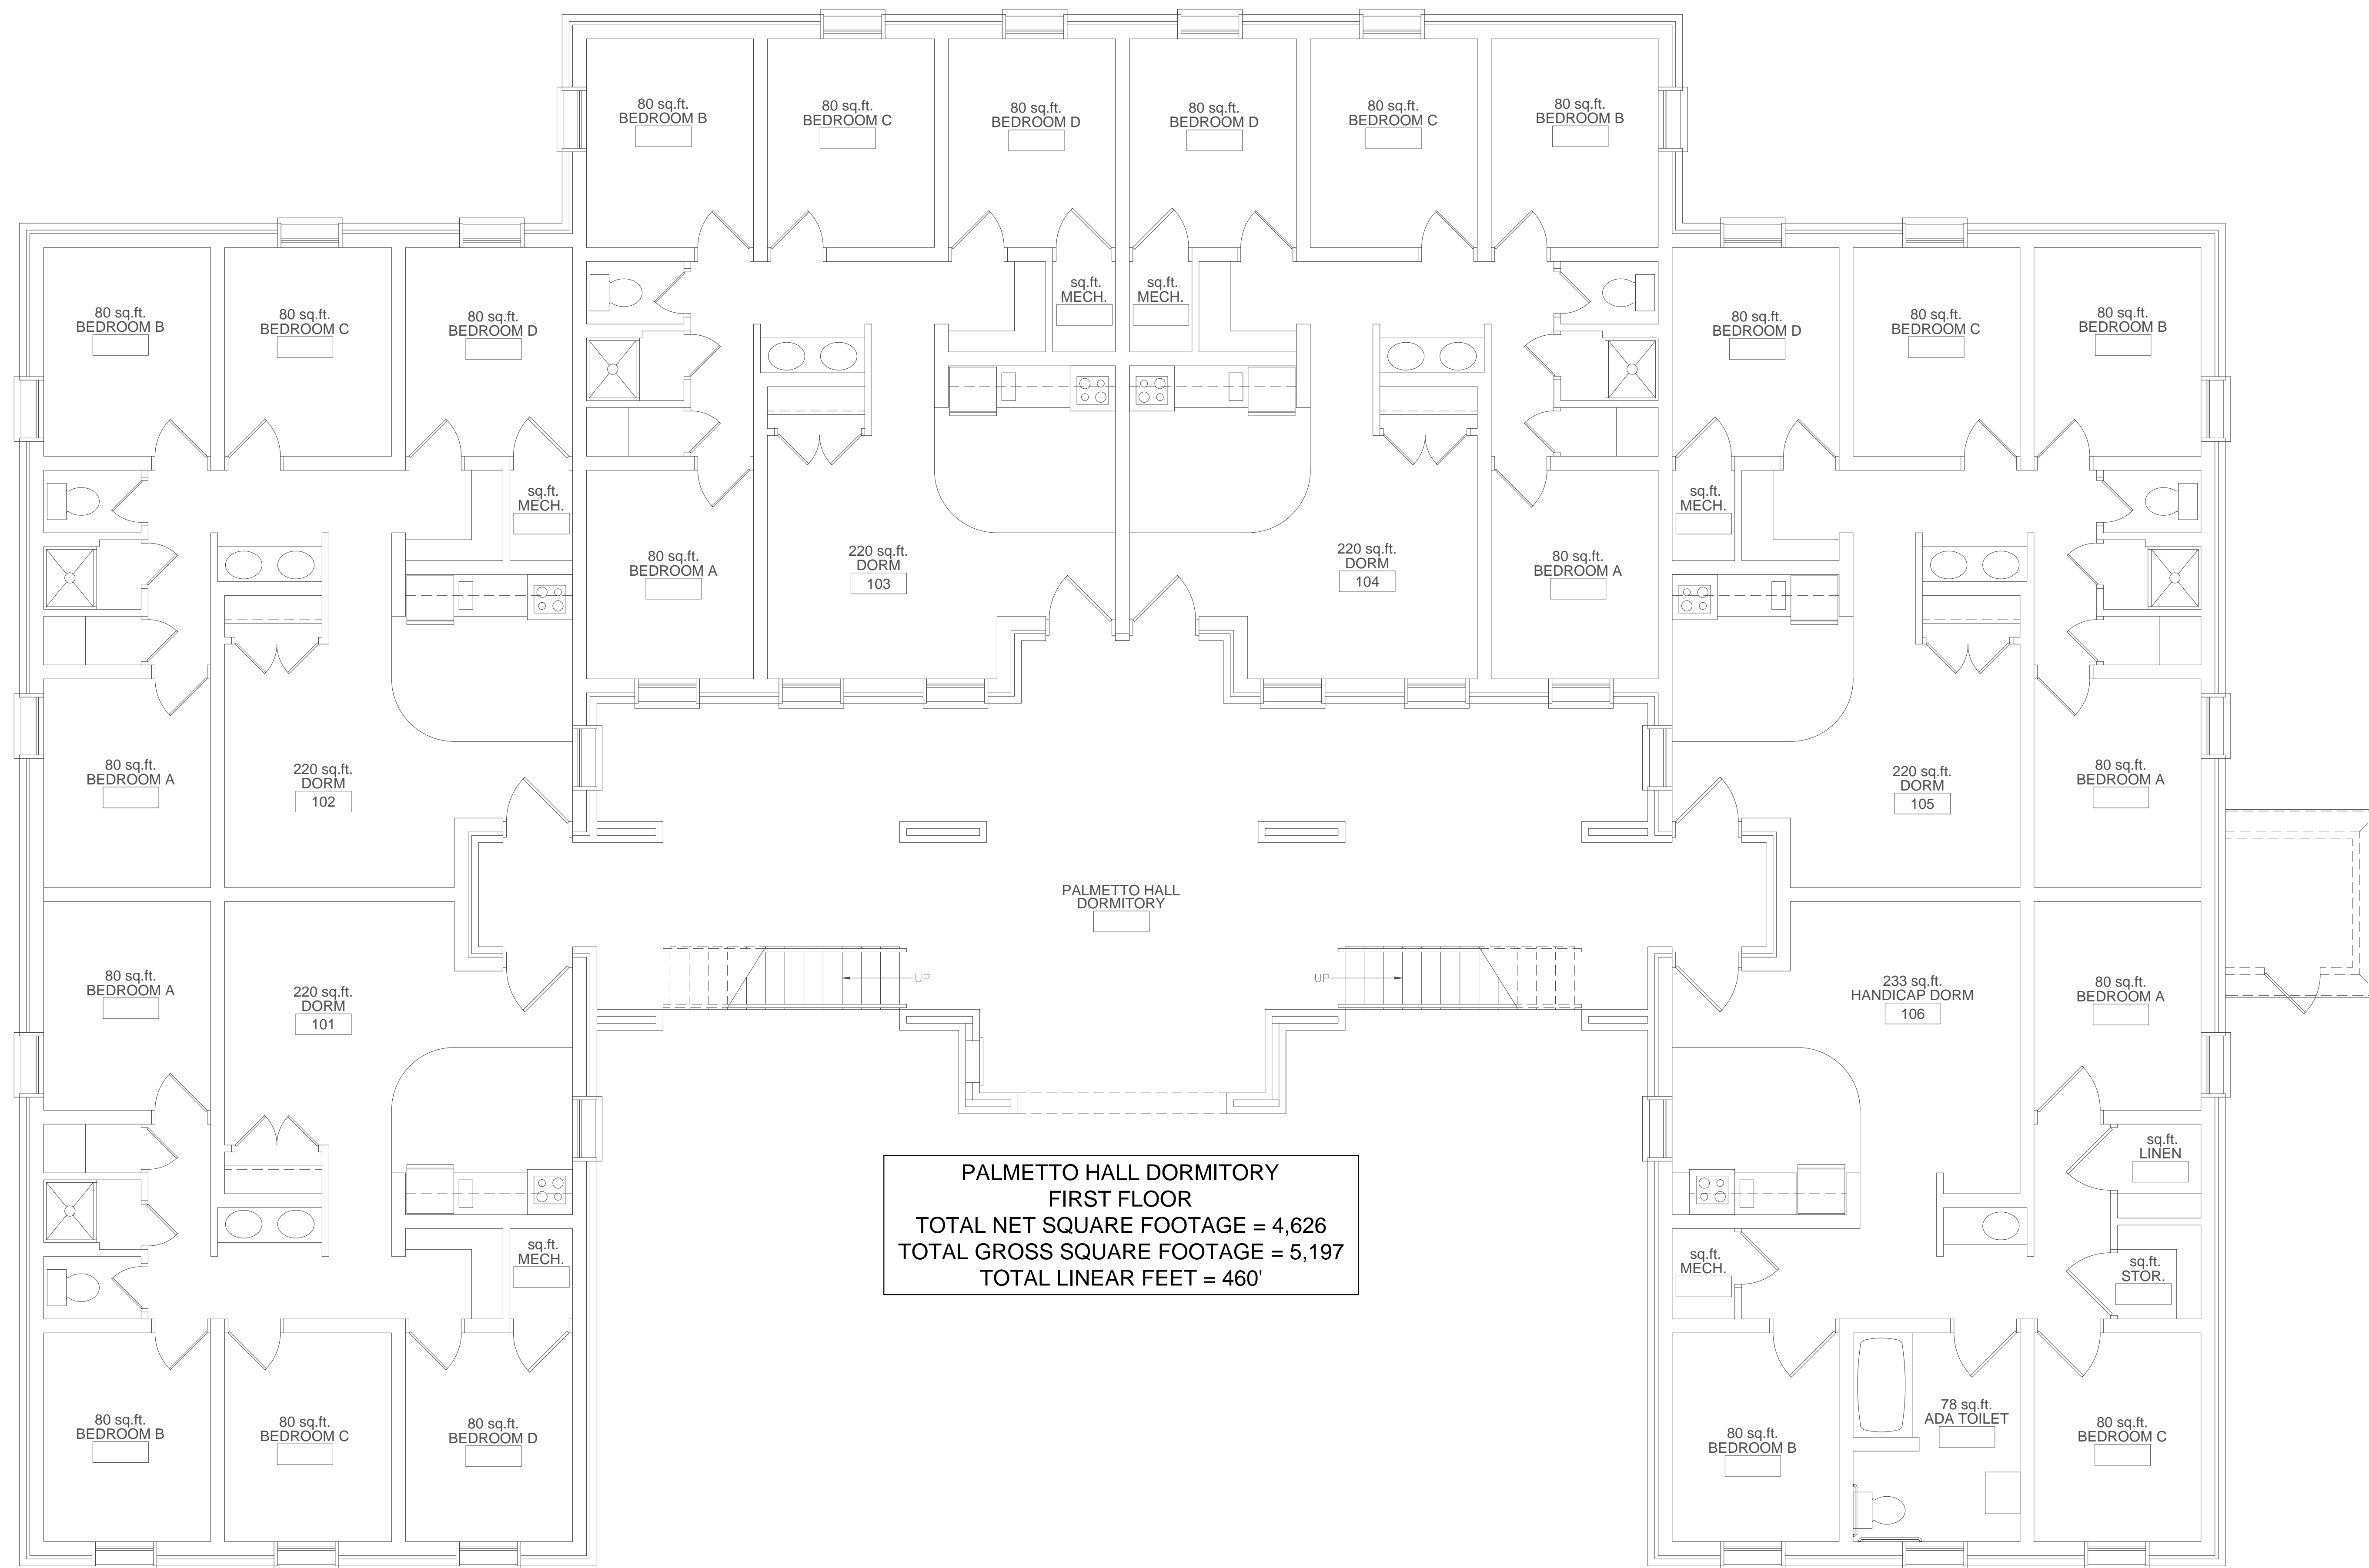 80 sq.ft.
BEDROOM B
80 sq.ft.
BEDROOM C
80 sq.ft.
BEDROOM D
80 sq.ft.
BEDROOM D
80 sq.ft.
BEDROOM C
80 sq.ft.
BEDROOM B
sq.ft.
MECH.
sq.ft.
MECH.
80 sq.ft.
BEDROOM B
80 sq.ft.
BEDROOM C
80 sq.ft.
BEDROOM D
80 sq.ft.
BEDROOM D
80 sq.ft.
BEDROOM C
80 sq.ft.
BEDROOM B
sq.ft.
MECH.
sq.ft.
MECH.
80 sq.ft.
BEDROOM A
220 sq.ft.
DORM
103
220 sq.ft.
DORM
104
80 sq.ft.
BEDROOM A
80 sq.ft.
BEDROOM A
220 sq.ft.
DORM
102
220 sq.ft.
DORM
105
80 sq.ft.
BEDROOM A
PALMETTO HALL
DORMITORY
80 sq.ft.
BEDROOM A
220 sq.ft.
DORM
101
UP
UP
233 sq.ft.
HANDICAP DORM
106
80 sq.ft.
BEDROOM A
sq.ft.
LINEN
PALMETTO HALL DORMITORY
FIRST FLOOR
TOTAL NET SQUARE FOOTAGE = 4,626
TOTAL GROSS SQUARE FOOTAGE = 5,197
TOTAL LINEAR FEET = 460'
sq.ft.
MECH.
sq.ft.
MECH.
sq.ft.
STOR.
80 sq.ft.
BEDROOM B
80 sq.ft.
BEDROOM C
80 sq.ft.
BEDROOM D
80 sq.ft.
BEDROOM B
78 sq.ft.
ADA TOILET
80 sq.ft.
BEDROOM C